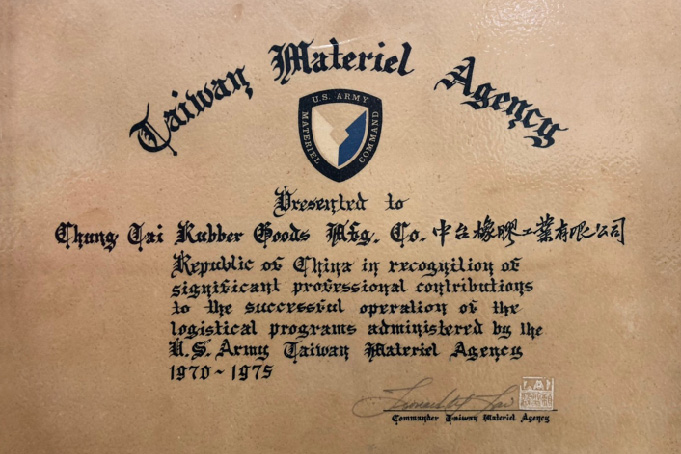 Taiwan Materiel Agency
U.S. ARMY
MATERIEL COMMAND
Presented to
Chung Tai Rubber Goods Mfg. Co. 中台橡膠工業有限公司
Republic of China in recognition of
significant professional contributions
to the successful operation of the
logistical programs administered by the
U.S. Army Taiwan Materiel Agency
1970~1975
Commander Taiwan Materiel Agency